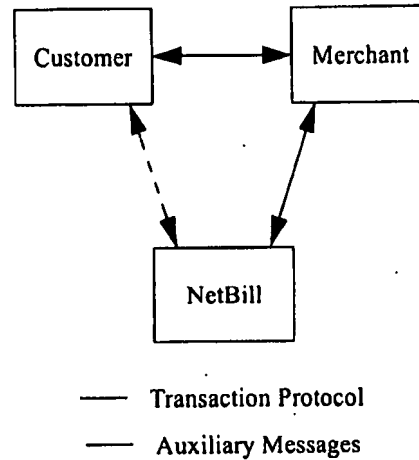 Customer
Merchant
NetBill
Transaction Protocol
Auxiliary Messages